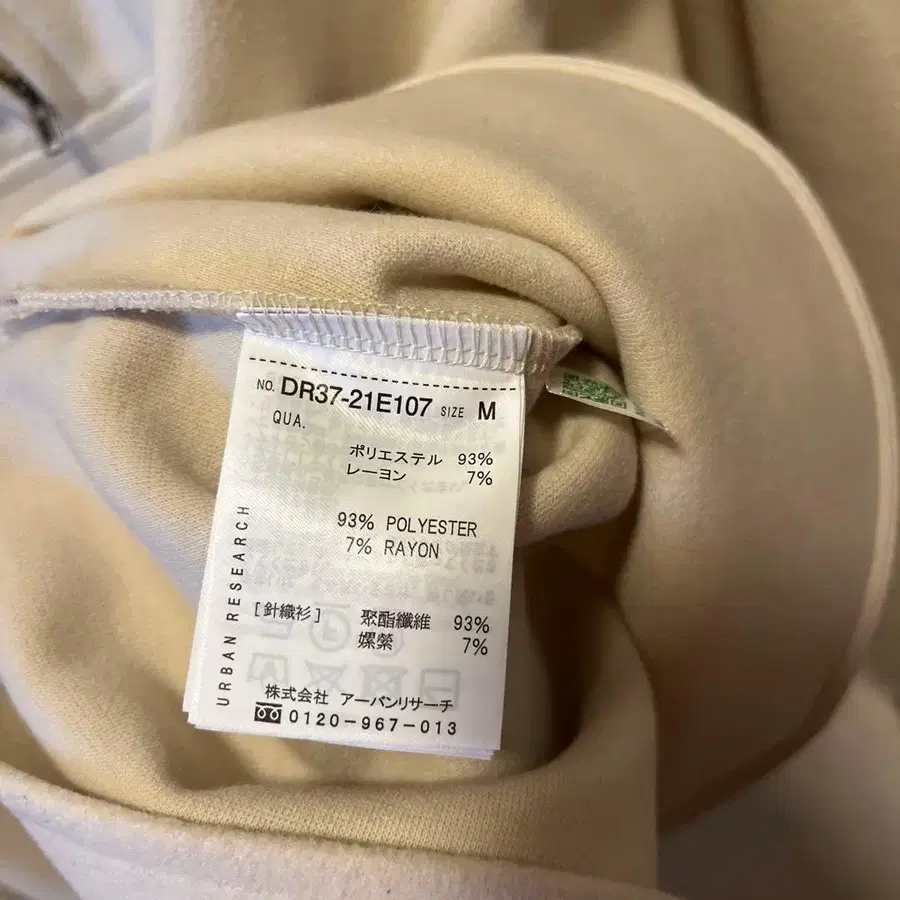 NO. DR37-21E107 SIZE M
QUA.
ポリエステル 93%
レーヨン 7%
93% POLYESTER
7% RAYON
[針織衫] 聚酯纖維 93%
嫘縈 7%
株式会社 アーバンリサーチ
0120-967-013
URBAN RESEARCH